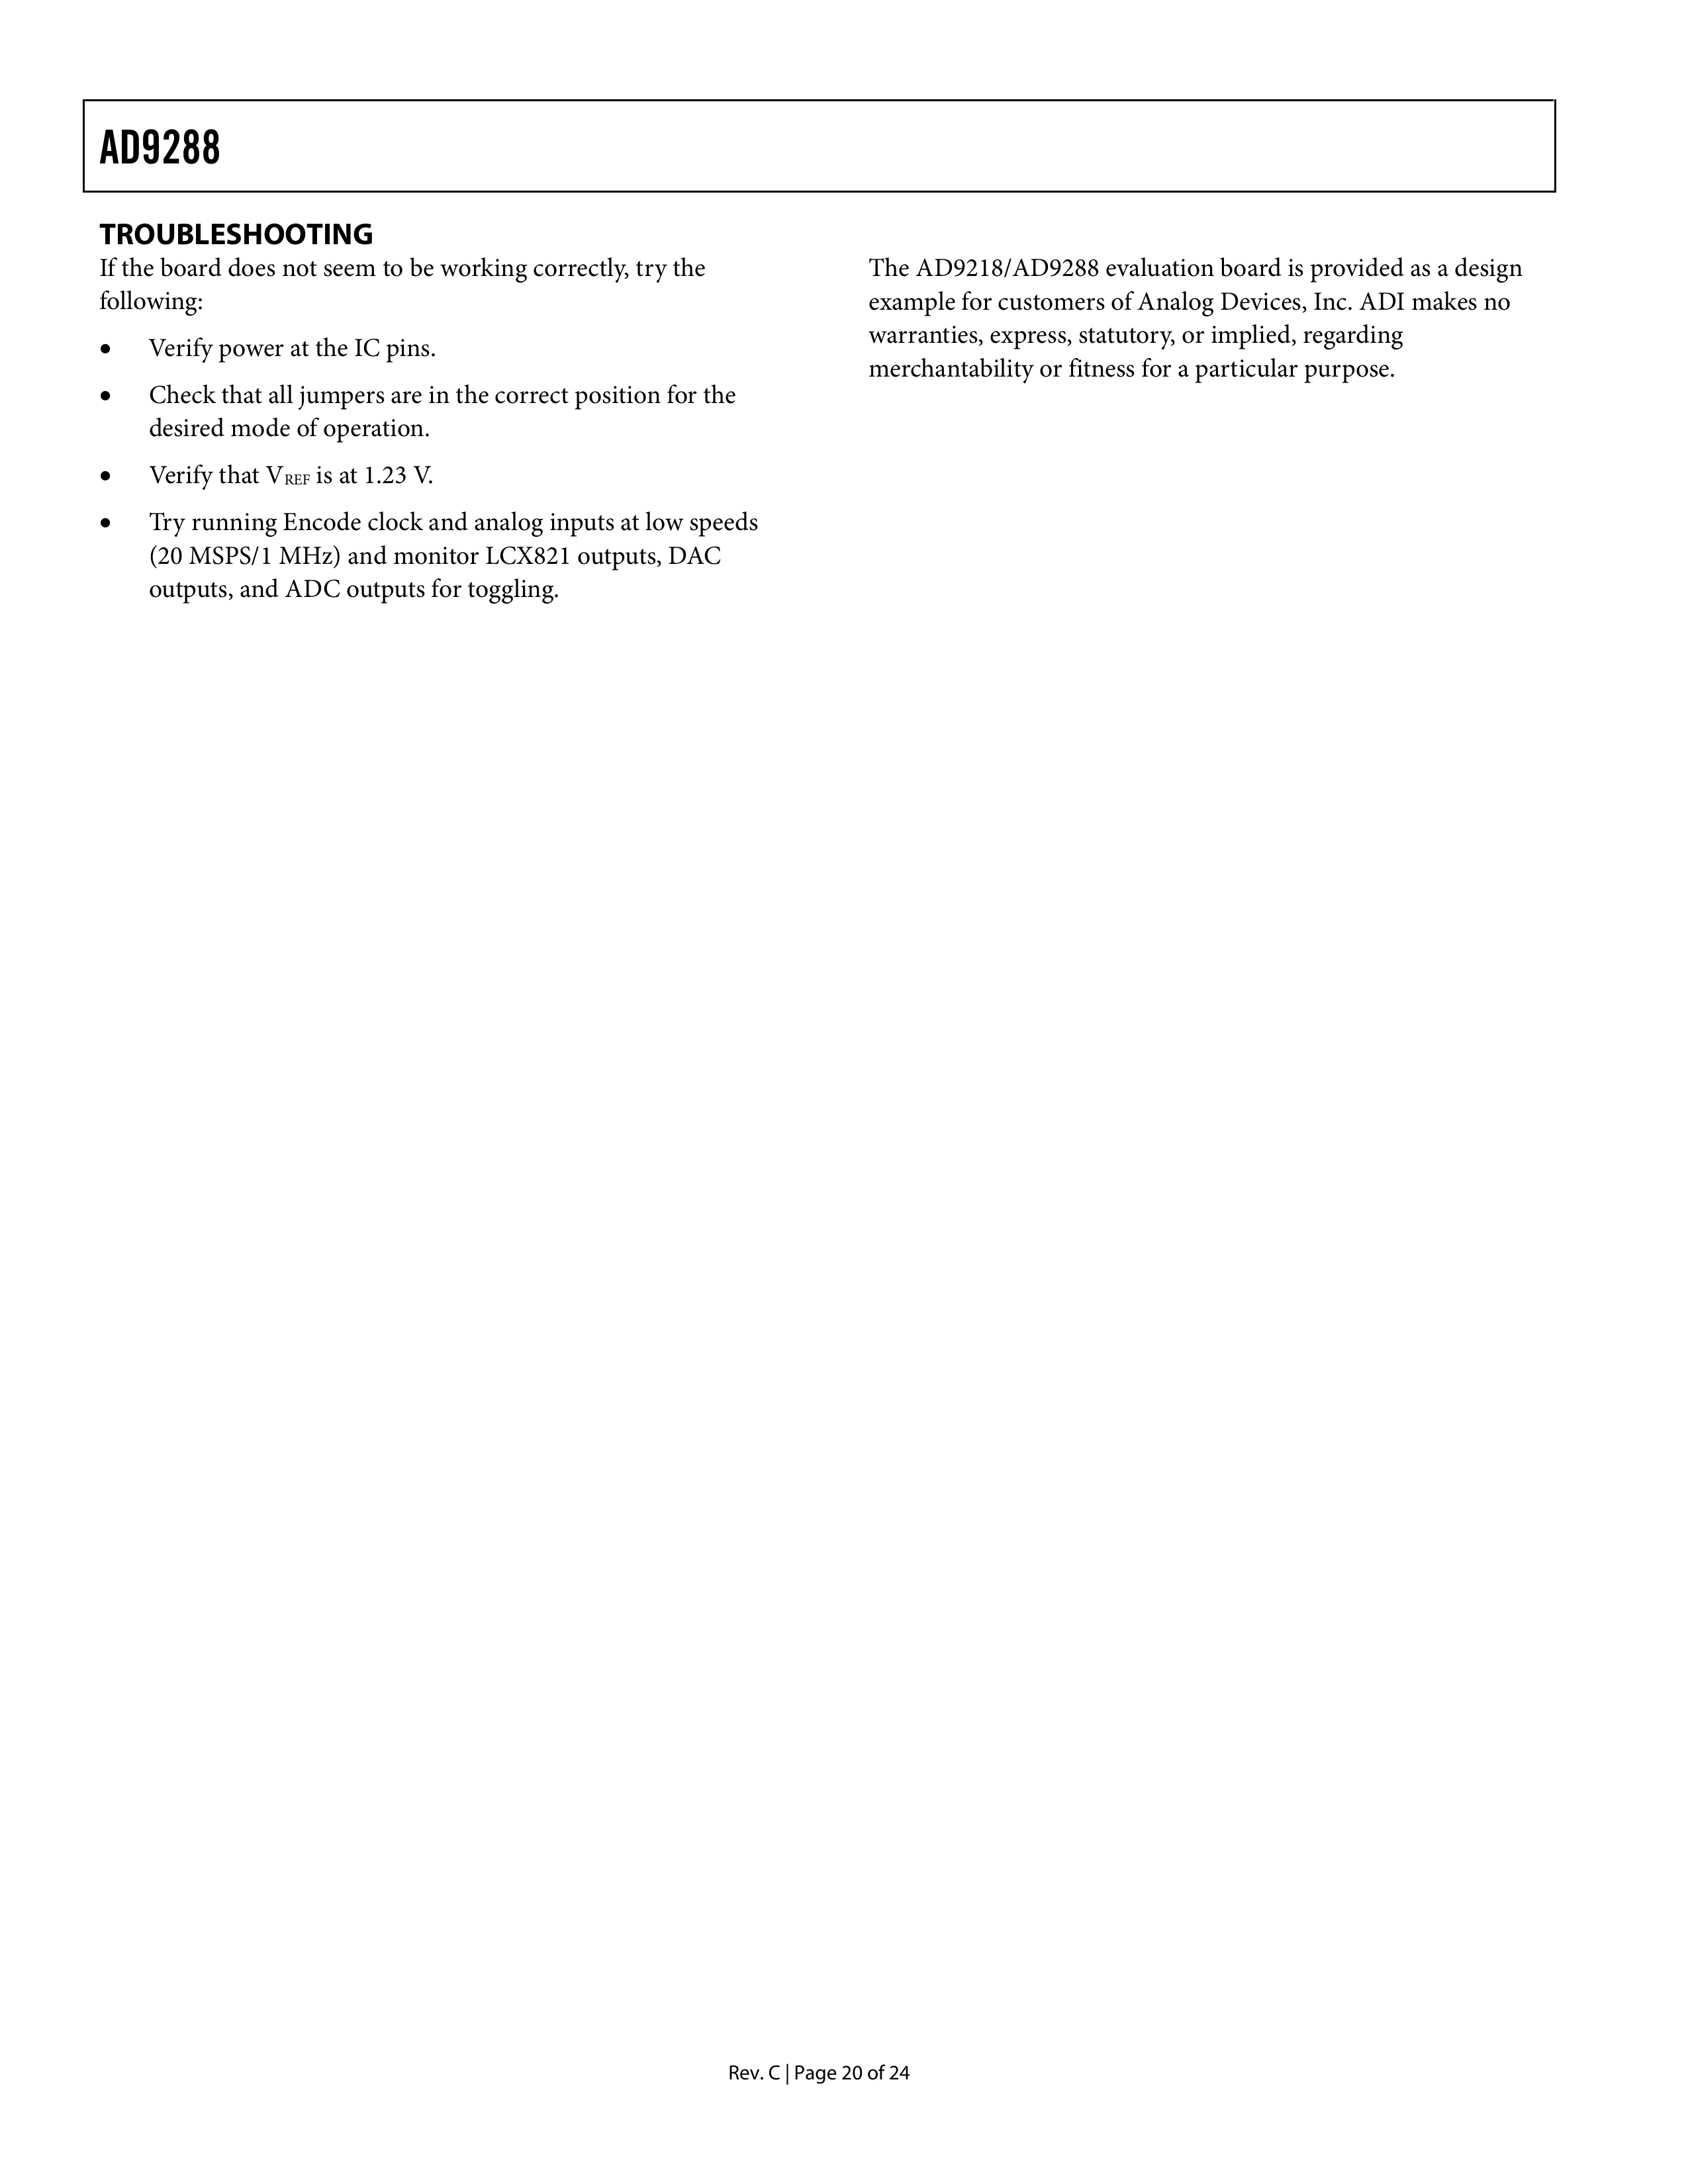 AD9288
TROUBLESHOOTING
If the board does not seem to be working correctly, try the
following:
• Verify power at the IC pins.
• Check that all jumpers are in the correct position for the
desired mode of operation.
• Verify that VREF is at 1.23 V.
• Try running Encode clock and analog inputs at low speeds
(20 MSPS/1 MHz) and monitor LCX821 outputs, DAC
outputs, and ADC outputs for toggling.
The AD9218/AD9288 evaluation board is provided as a design
example for customers of Analog Devices, Inc. ADI makes no
warranties, express, statutory, or implied, regarding
merchantability or fitness for a particular purpose.
Rev. C | Page 20 of 24